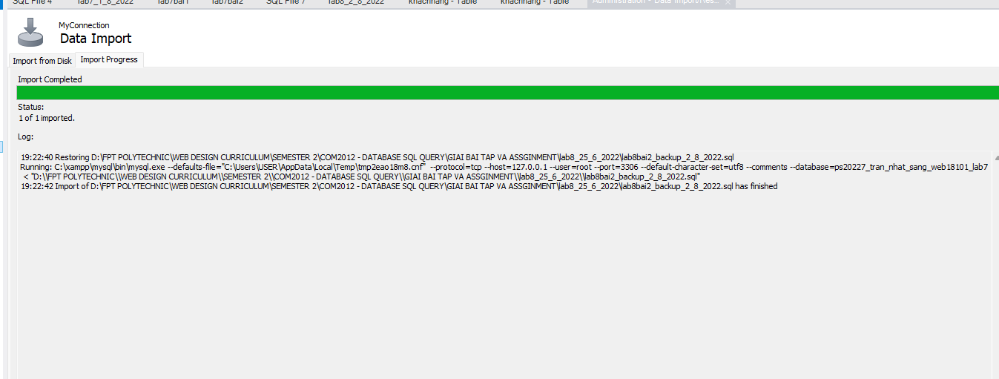 SQL File 4 lab7_1_8_2022 lab7bai1 lab7bai2 SQL File 7 lab8_2_8_2022 khachhang - Table khachhang - Table Administration - Data Import/Res...
MyConnection
Data Import
Import from Disk Import Progress
Import Completed
Status:
1 of 1 imported.
Log:
19:22:40 Restoring D:\FPT POLYTECHNIC\WEB DESIGN CURRICULUM\SEMESTER 2\COM2012 - DATABASE SQL QUERY\GIAI BAI TAP VA ASSGINMENT\lab8_25_6_2022\lab8bai2_backup_2_8_2022.sql
Running: C:\xampp\mysql\bin\mysql.exe --defaults-file="C:\Users\USER\AppData\Local\Temp\tmp2eao18m8.cnf" --protocol=tcp --host=127.0.0.1 --user=root --port=3306 --default-character-set=utf8 --comments --database=ps20227_tran_nhat_sang_web18101_lab7
< "D:\\FPT POLYTECHNIC\\WEB DESIGN CURRICULUM\\SEMESTER 2\\COM2012 - DATABASE SQL QUERY\\GIAI BAI TAP VA ASSGINMENT\\lab8_25_6_2022\\lab8bai2_backup_2_8_2022.sql"
19:22:42 Import of D:\FPT POLYTECHNIC\WEB DESIGN CURRICULUM\SEMESTER 2\COM2012 - DATABASE SQL QUERY\GIAI BAI TAP VA ASSGINMENT\lab8_25_6_2022\lab8bai2_backup_2_8_2022.sql has finished